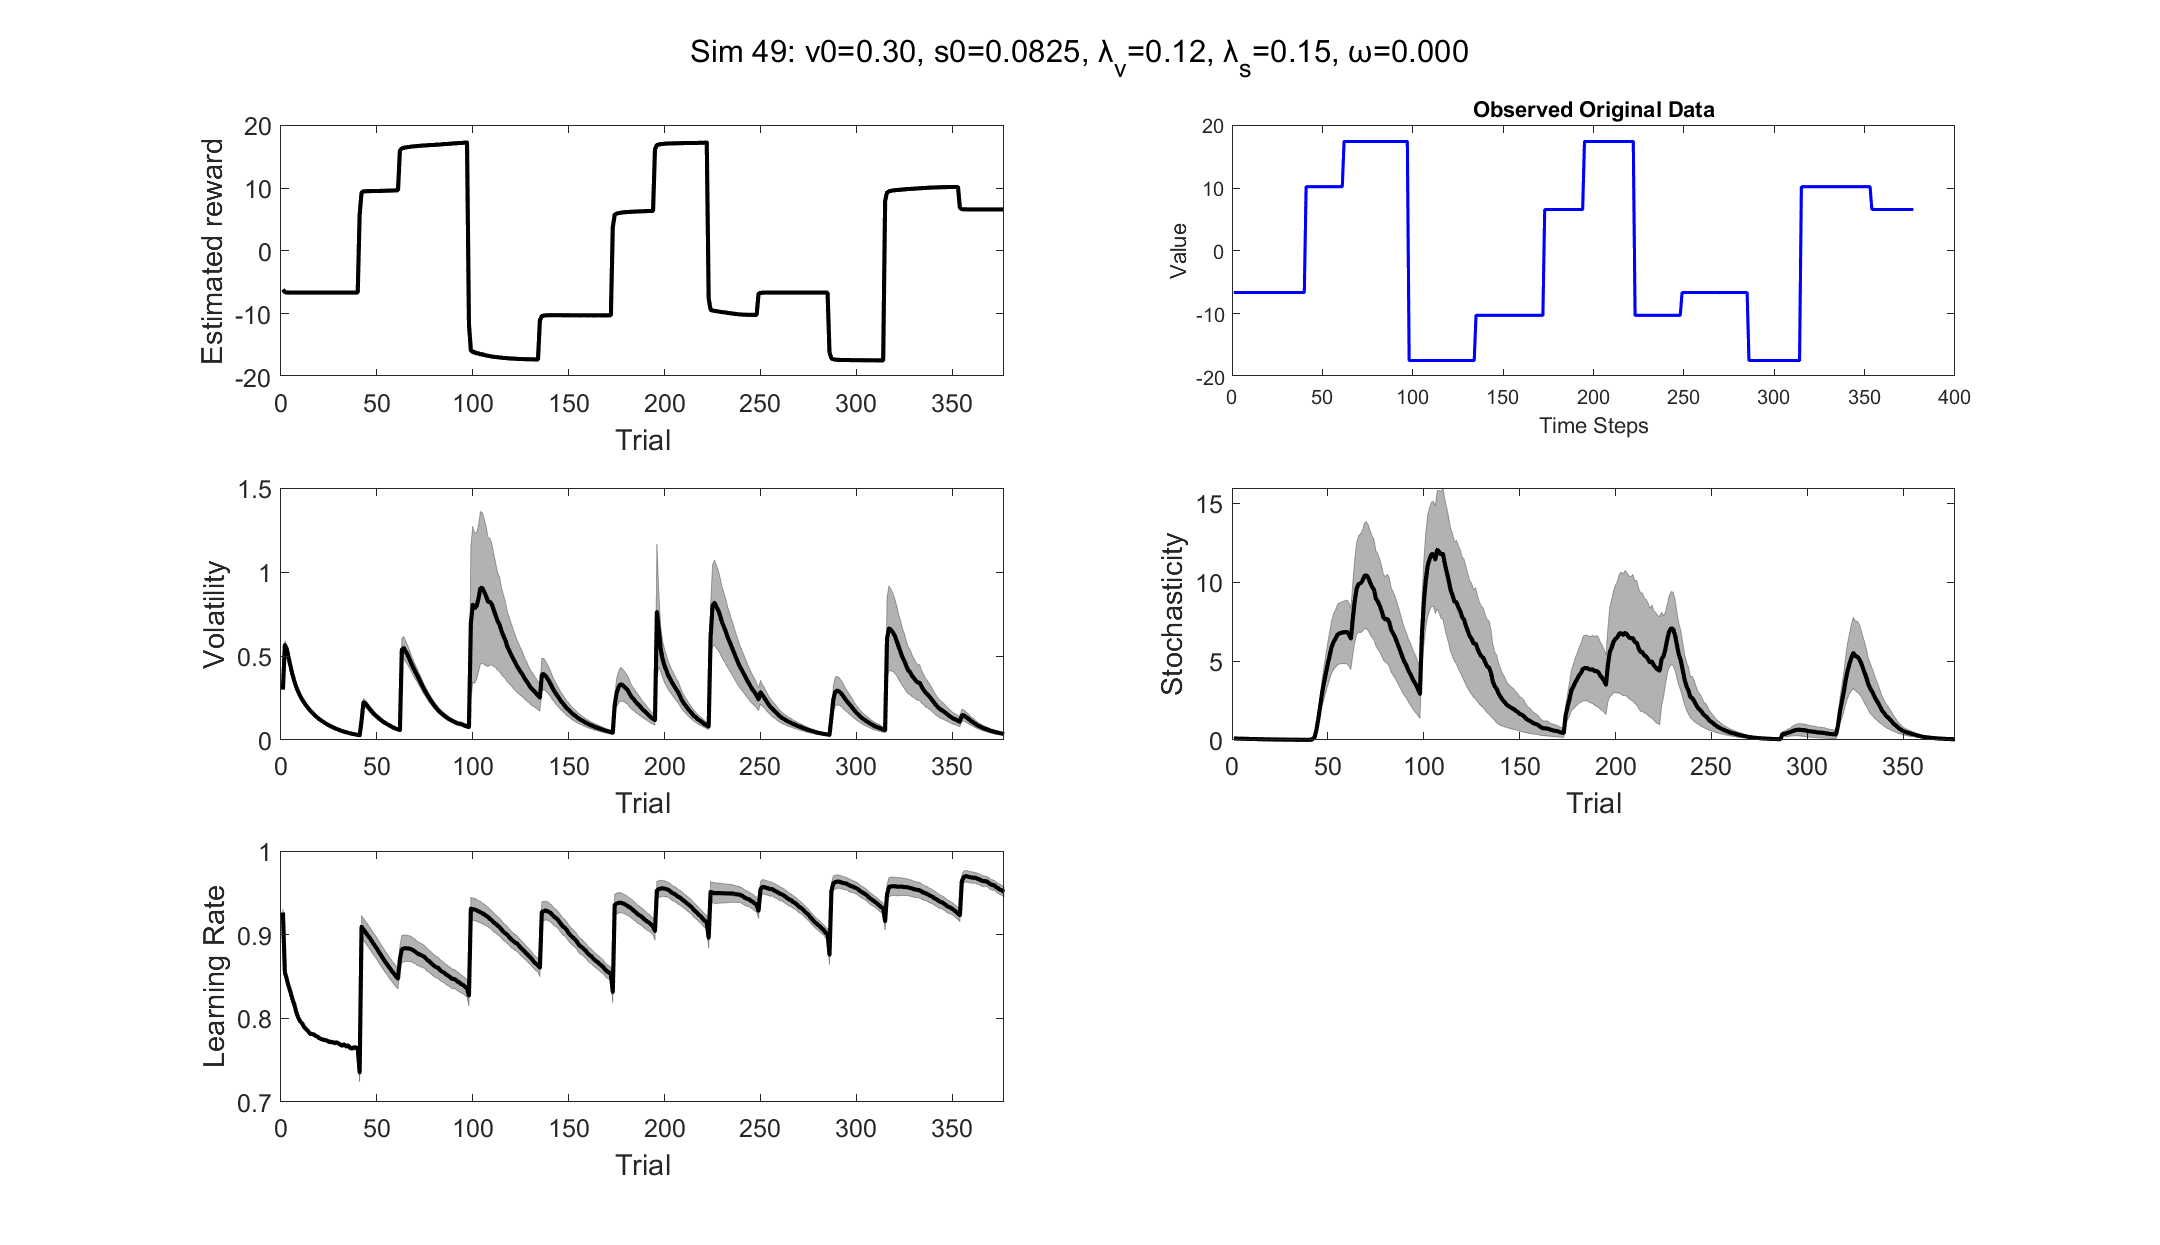 Sim 49: v0=0.30, s0=0.0825, λ_v=0.12, λ_s=0.15, ω=0.000
Estimated reward
20
10
0
-10
-20
0 50 100 150 200 250 300 350
Trial
Observed Original Data
Value
20
10
0
-10
-20
0 50 100 150 200 250 300 350 400
Time Steps
Volatility
1.5
1
0.5
0
0 50 100 150 200 250 300 350
Trial
Stochasticity
15
10
5
0
0 50 100 150 200 250 300 350
Trial
Learning Rate
1
0.9
0.8
0.7
0 50 100 150 200 250 300 350
Trial